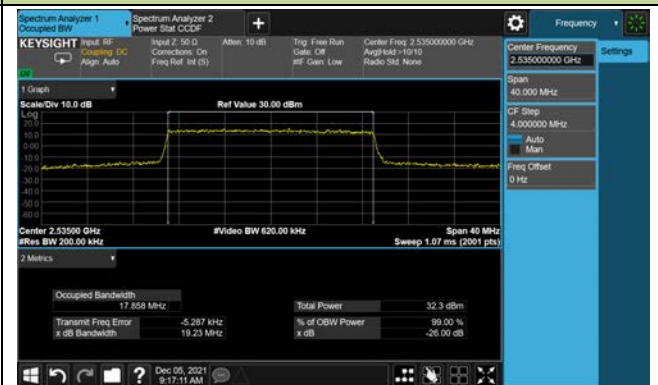 Spectrum Analyzer 1
Occupied BW
Spectrum Analyzer 2
Power Stat CCDF
+
Frequency
KEYSIGHT
Input: RF
Coupling: DC
Align: Auto
Input Z: 50 Ω
Corrections: On
Freq Ref: Int (S)
Atten: 10 dB
Trig: Free Run
Gate: Off
#IF Gain: Low
Center Freq: 2.535000000 GHz
Avg|Hold:>10/10
Radio Std: None
Center Frequency
2.535000000 GHz
Settings
Span
40.000 MHz
CF Step
4.000000 MHz
Auto
Man
Freq Offset
0 Hz
1 Graph
Scale/Div 10.0 dB
Ref Value 30.00 dBm
Log
20.0
10.0
0.00
-10.0
-20.0
-30.0
-40.0
-50.0
-60.0
Center 2.53500 GHz
#Video BW 620.00 kHz
Span 40 MHz
#Res BW 200.00 kHz
Sweep 1.07 ms (2001 pts)
2 Metrics
Occupied Bandwidth
17.858 MHz
Total Power
32.3 dBm
Transmit Freq Error
-5.287 kHz
% of OBW Power
99.00 %
x dB Bandwidth
19.23 MHz
x dB
-26.00 dB
?
Dec 05, 2021
9:17:11 AM